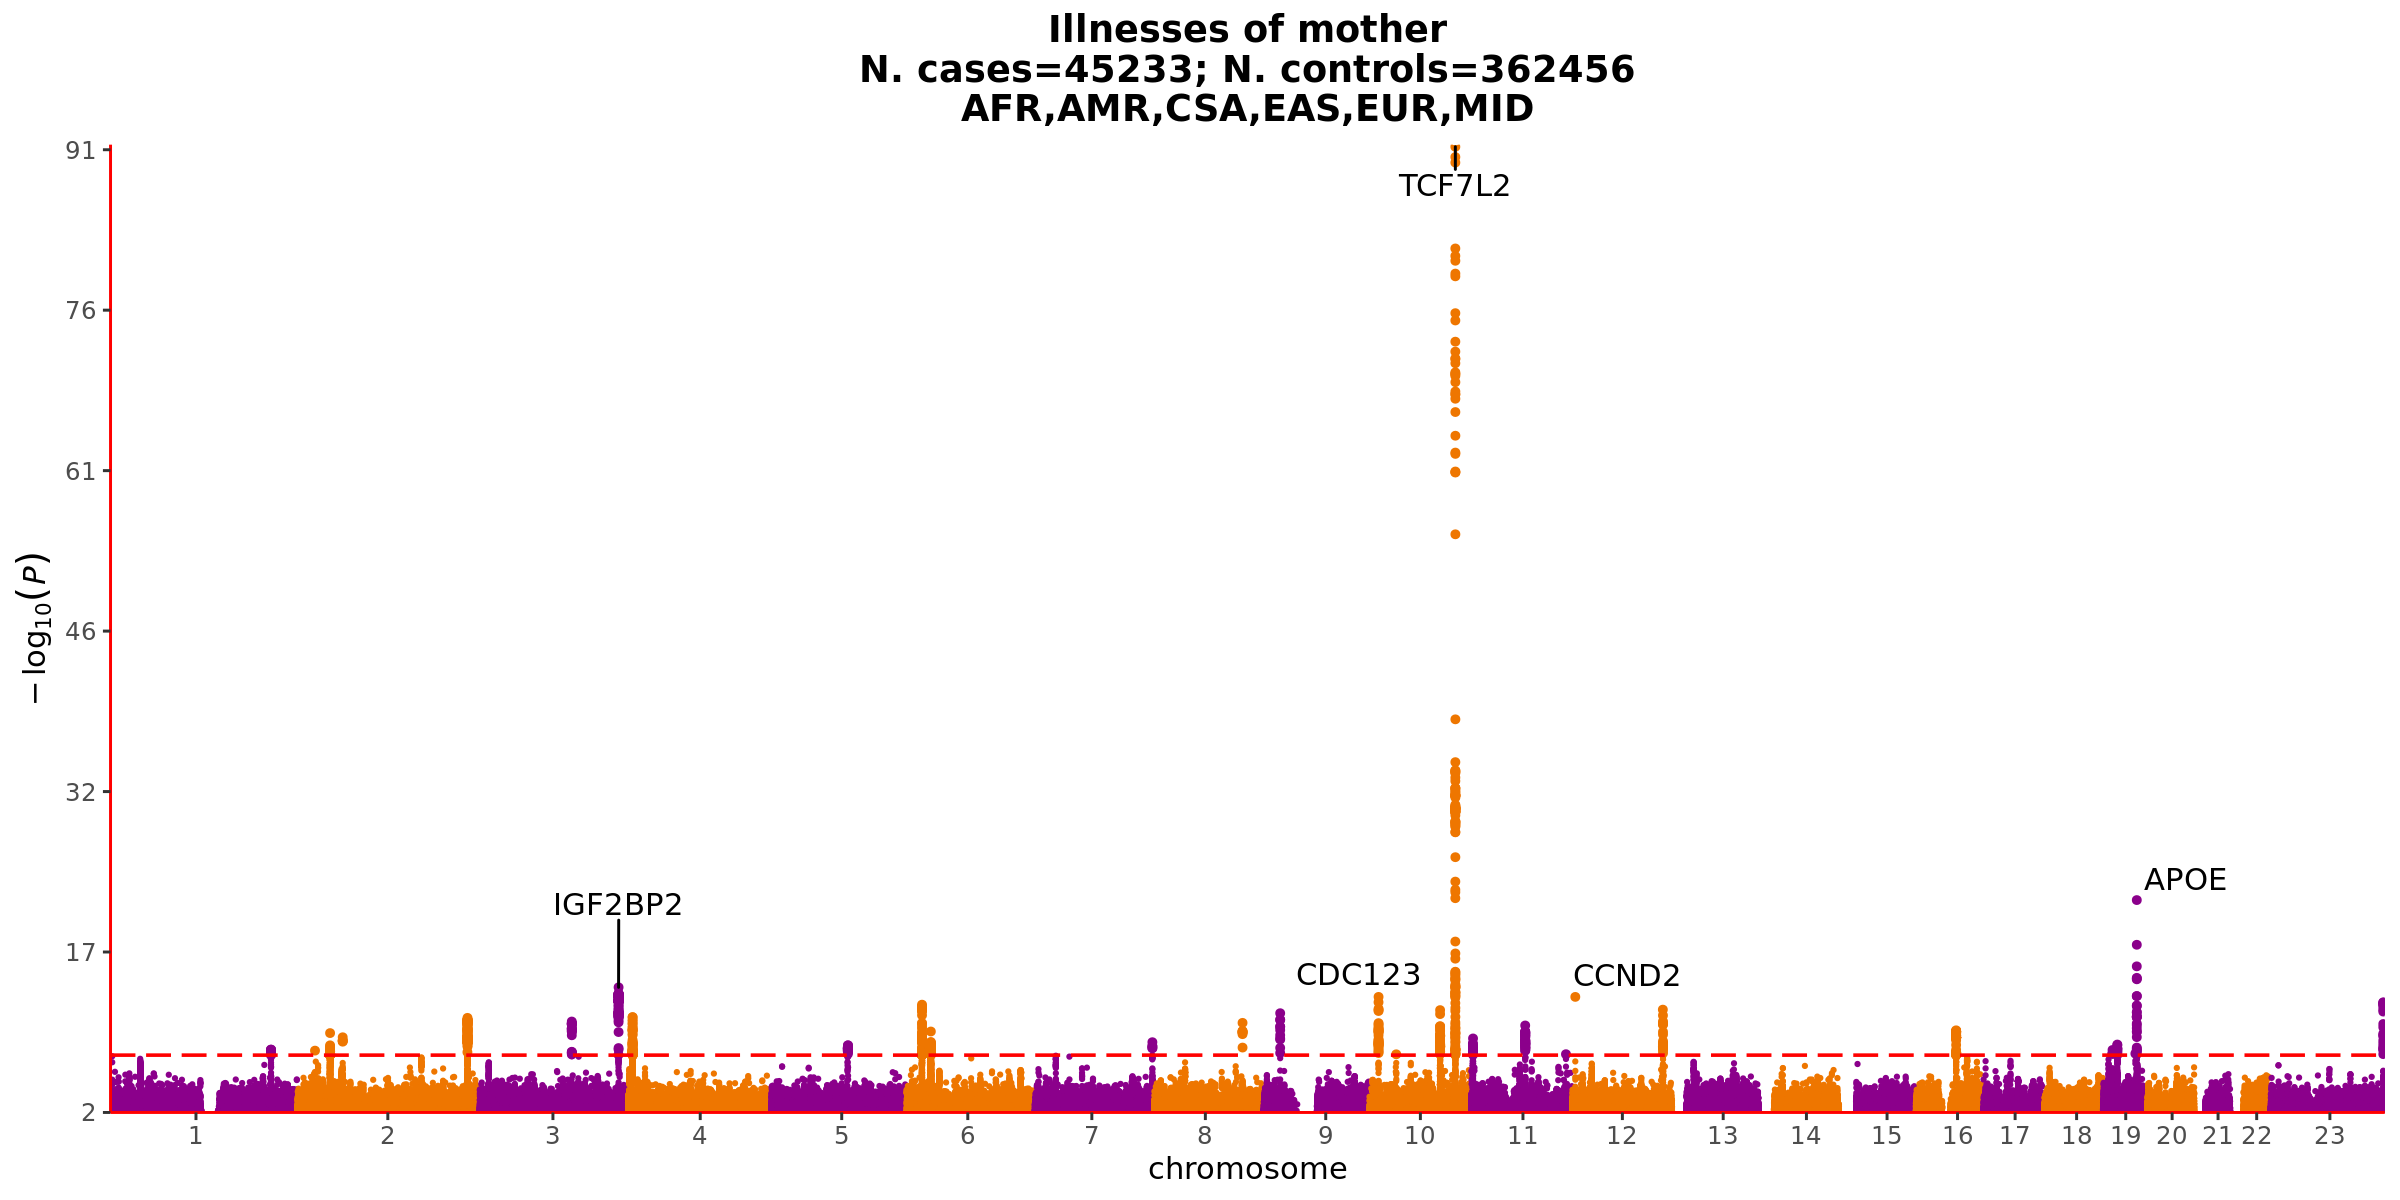 Illnesses of mother
N. cases=45233; N. controls=362456
AFR,AMR,CSA,EAS,EUR,MID
91
TCF7L2
76
61
46
32
IGF2BP2
APOE
17
CDC123
CCND2
2
−log10(P)
1 2 3 4 5 6 7 8 9 10 11 12 13 14 15 16 17 18 19 20 21 22 23
chromosome